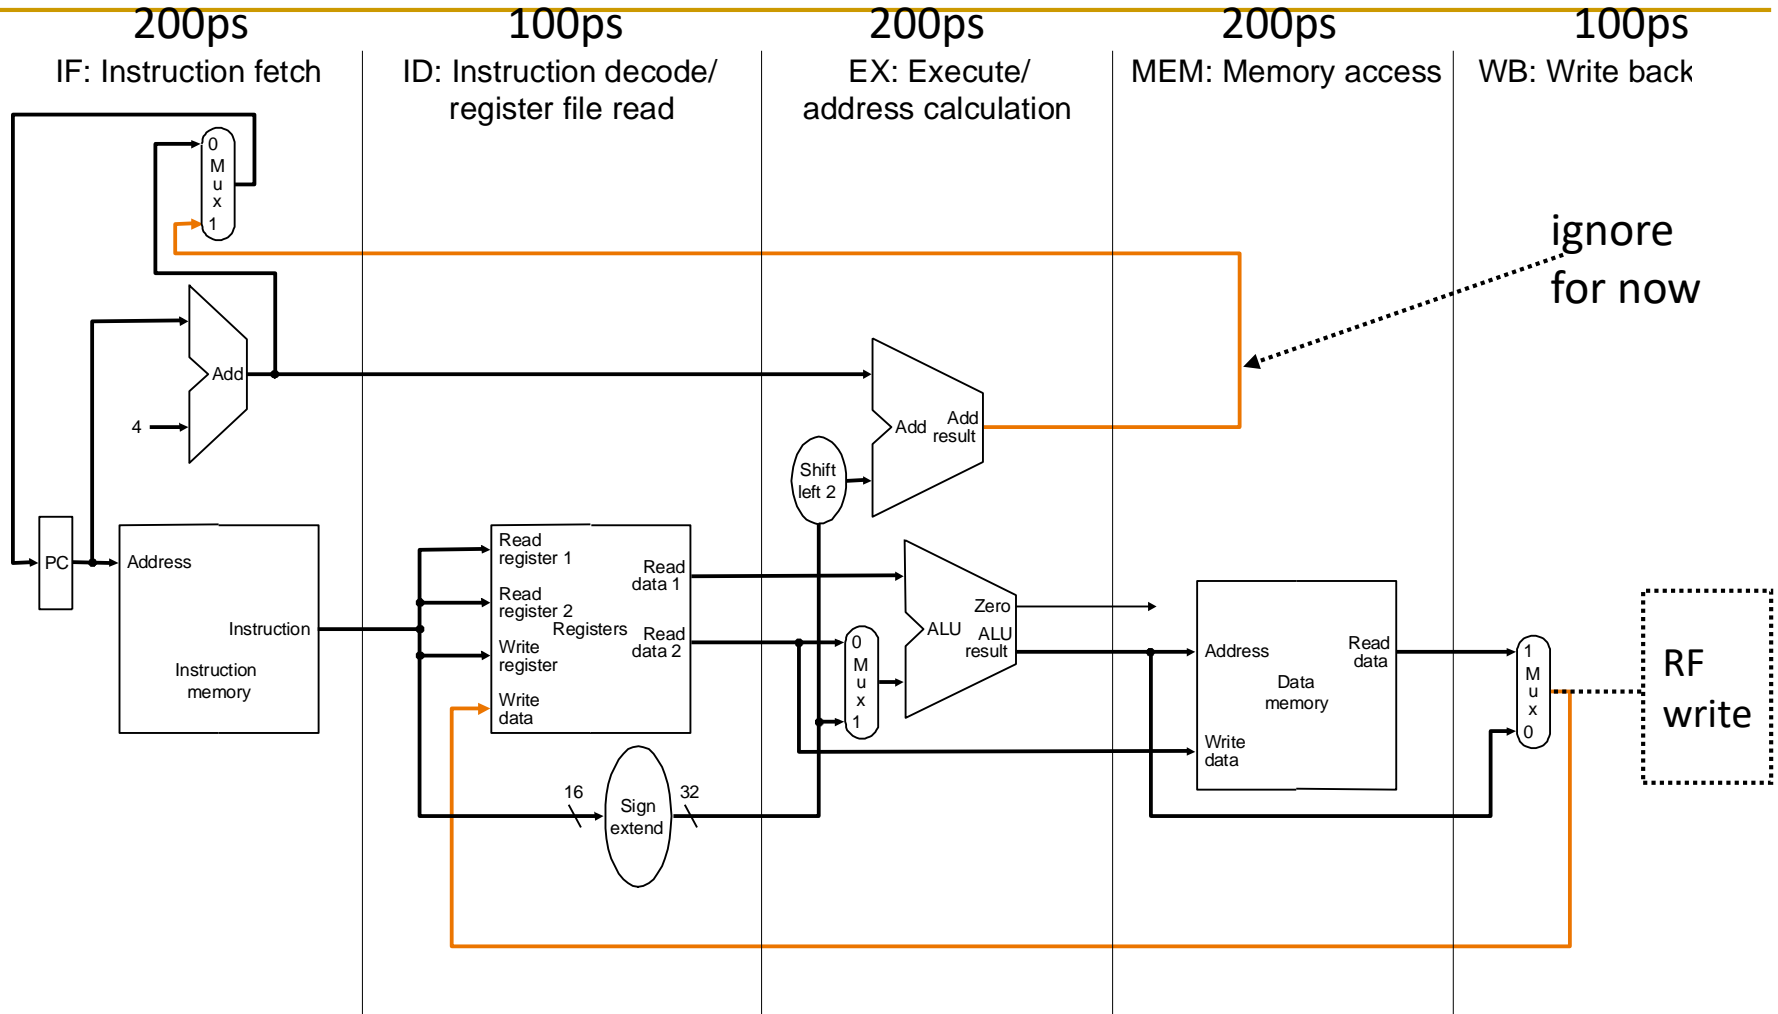 200ps
100ps
200ps
200ps
100ps
IF: Instruction fetch
ID: Instruction decode/
register file read
EX: Execute/
address calculation
MEM: Memory access
WB: Write back
0
M
u
x
1
ignore
for now
Add
4
Add
Add
result
Shift
left 2
PC
Address
Instruction
Instruction
memory
Read
register 1
Read
register 2
Write
register
Write
data
Registers
Read
data 1
Read
data 2
16
Sign
extend
32
0
M
u
x
1
Zero
ALU
ALU
result
Address
Read
data
Data
memory
Write
data
1
M
u
x
0
RF
write